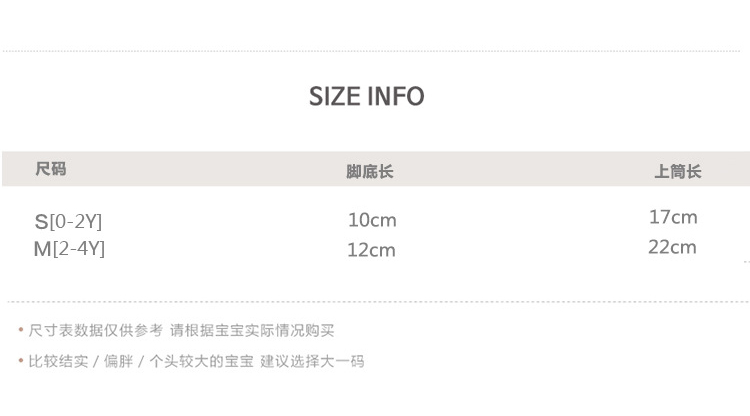 SIZE INFO
尺码 脚底长 上筒长
S[0-2Y] 10cm 17cm
M[2-4Y] 12cm 22cm
• 尺寸表数据仅供参考 请根据宝宝实际情况购买
• 比较结实 / 偏胖 / 个头较大的宝宝 建议选择大一码